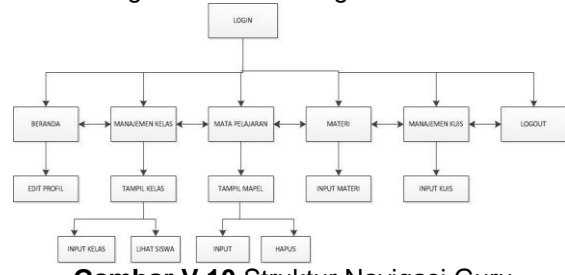 LOGIN
BERANDA MANAJEMEN KELAS MATA PELAJARAN MATERI MANAJEMEN KUIS LOGOUT
EDIT PROFIL TAMPIL KELAS TAMPIL MAPEL INPUT MATERI INPUT KUIS
INPUT KELAS LIHAT SISWA INPUT HAPUS
Gambar V.10 Struktur Navigasi Guru